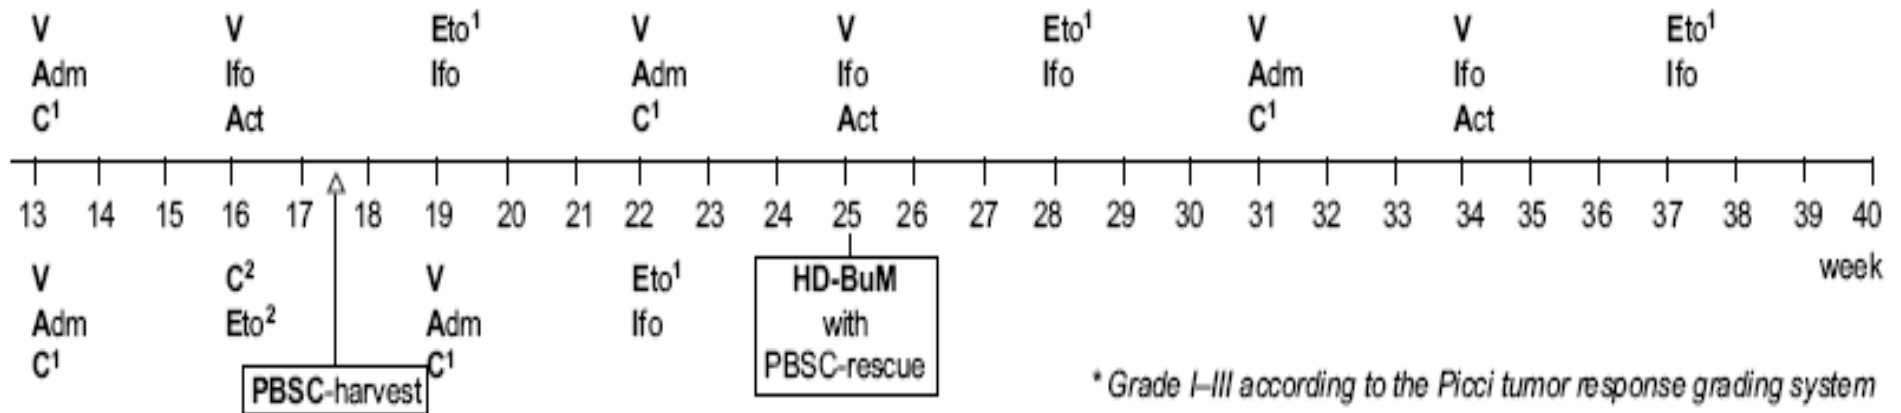 V V Eto¹ V V Eto¹ V V Eto¹
Adm Ifo Ifo Adm Ifo Ifo Adm Ifo Ifo
C¹ Act C¹ Act C¹ Act
13 14 15 16 17 18 19 20 21 22 23 24 25 26 27 28 29 30 31 32 33 34 35 36 37 38 39 40
week
V C² V Eto¹ HD-BuM
Adm Eto² Adm Ifo with
C¹ C¹ PBSC-rescue
PBSC-harvest
* Grade I–III according to the Picci tumor response grading system